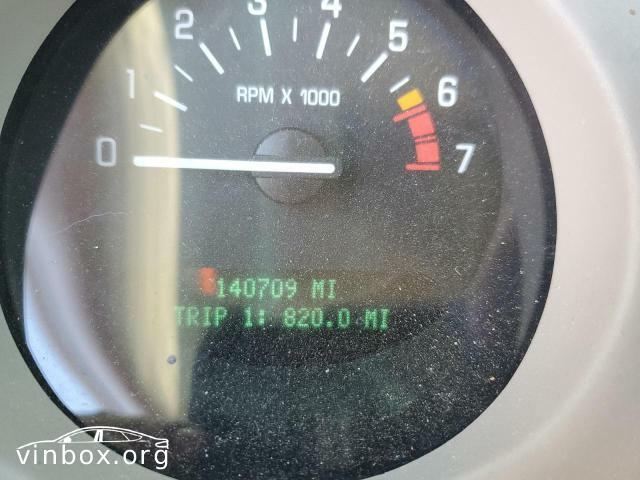 0 1 2 3 4 5 6 7
RPM X 1000
140709 MI
TRIP 1: 820.0 MI
vinbox.org